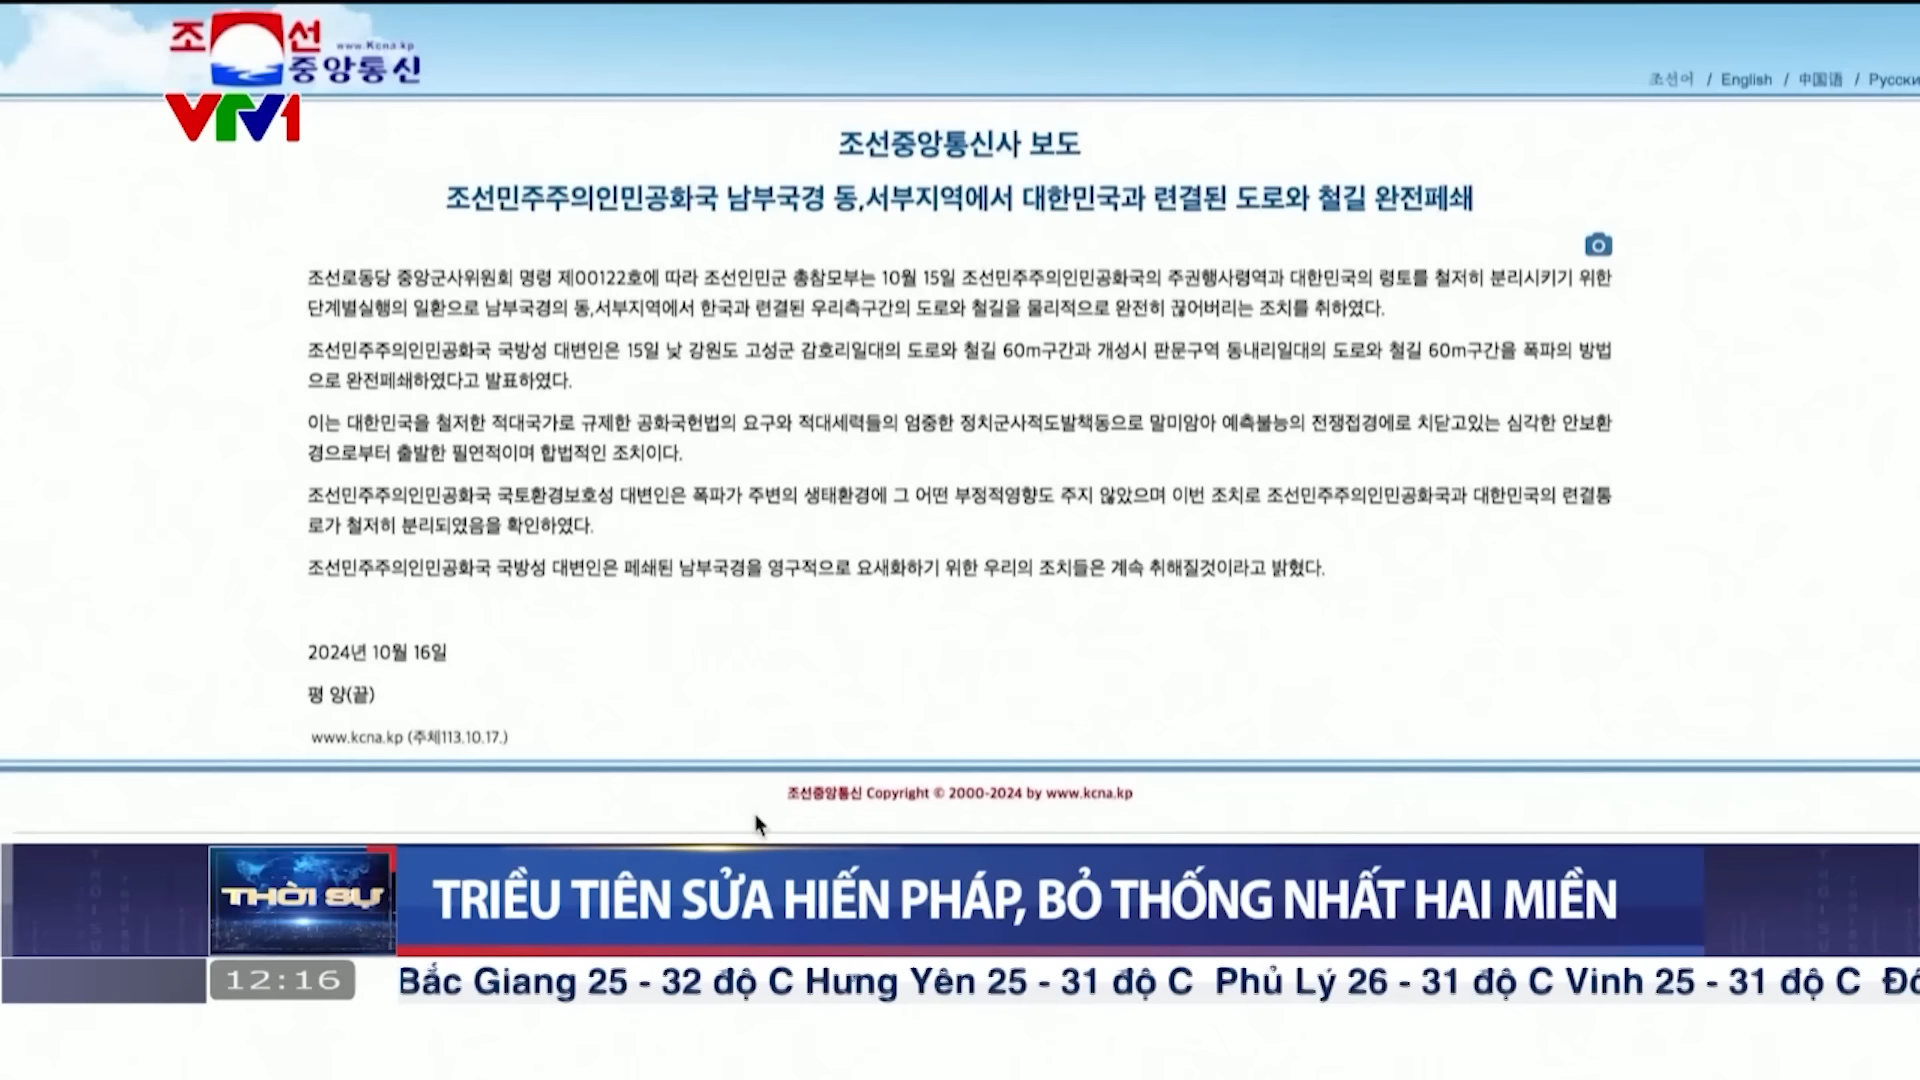 조 선
www.Kcna.kp
중앙통신
VTV1
조선어 / English / 中国语 / Русски
조선중앙통신사 보도
조선민주주의인민공화국 남부국경 동,서부지역에서 대한민국과 련결된 도로와 철길 완전페쇄
조선로동당 중앙군사위원회 명령 제00122호에 따라 조선인민군 총참모부는 10월 15일 조선민주주의인민공화국의 주권행사령역과 대한민국의 령토를 철저히 분리시키기 위한
단계별실행의 일환으로 남부국경의 동,서부지역에서 한국과 련결된 우리측구간의 도로와 철길을 물리적으로 완전히 끊어버리는 조치를 취하였다.
조선민주주의인민공화국 국방성 대변인은 15일 낮 강원도 고성군 감호리일대의 도로와 철길 60m구간과 개성시 판문구역 동내리일대의 도로와 철길 60m구간을 폭파의 방법
으로 완전페쇄하였다고 발표하였다.
이는 대한민국을 철저한 적대국가로 규제한 공화국헌법의 요구와 적대세력들의 엄중한 정치군사적도발책동으로 말미암아 예측불능의 전쟁접경에로 치닫고있는 심각한 안보환
경으로부터 출발한 필연적이며 합법적인 조치이다.
조선민주주의인민공화국 국토환경보호성 대변인은 폭파가 주변의 생태환경에 그 어떤 부정적영향도 주지 않았으며 이번 조치로 조선민주주의인민공화국과 대한민국의 련결통
로가 철저히 분리되였음을 확인하였다.
조선민주주의인민공화국 국방성 대변인은 페쇄된 남부국경을 영구적으로 요새화하기 위한 우리의 조치들은 계속 취해질것이라고 밝혔다.
2024년 10월 16일
평 양(끝)
www.kcna.kp (주체113.10.17.)
조선중앙통신 Copyright © 2000-2024 by www.kcna.kp
THỜI SỰ
TRIỀU TIÊN SỬA HIẾN PHÁP, BỎ THỐNG NHẤT HAI MIỀN
12:16
Bắc Giang 25 - 32 độ C Hưng Yên 25 - 31 độ C Phủ Lý 26 - 31 độ C Vinh 25 - 31 độ C Đồ